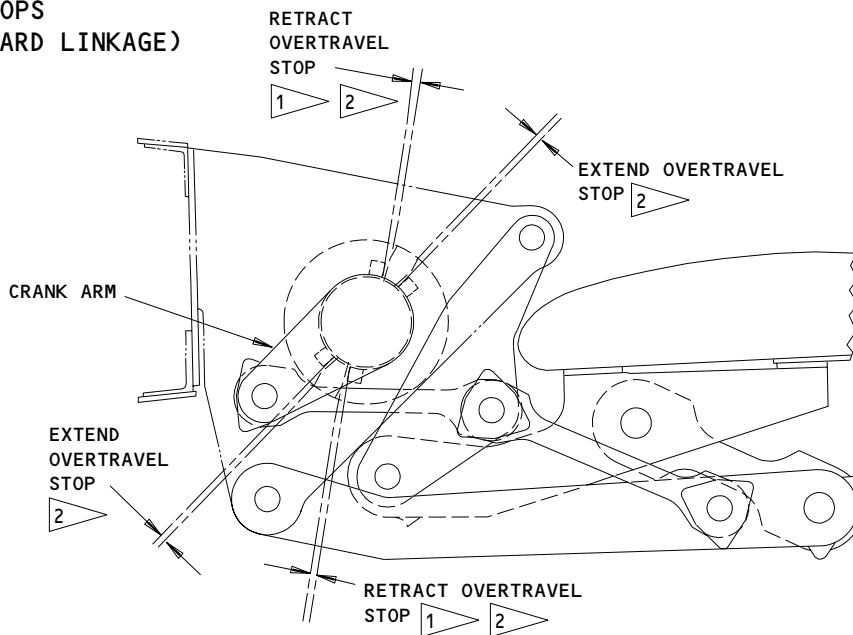 OPS
ARD LINKAGE)
RETRACT
OVERTRAVEL
STOP
1 2
EXTEND OVERTRAVEL
STOP 2
CRANK ARM
EXTEND
OVERTRAVEL
STOP
2
RETRACT OVERTRAVEL
STOP 1 2